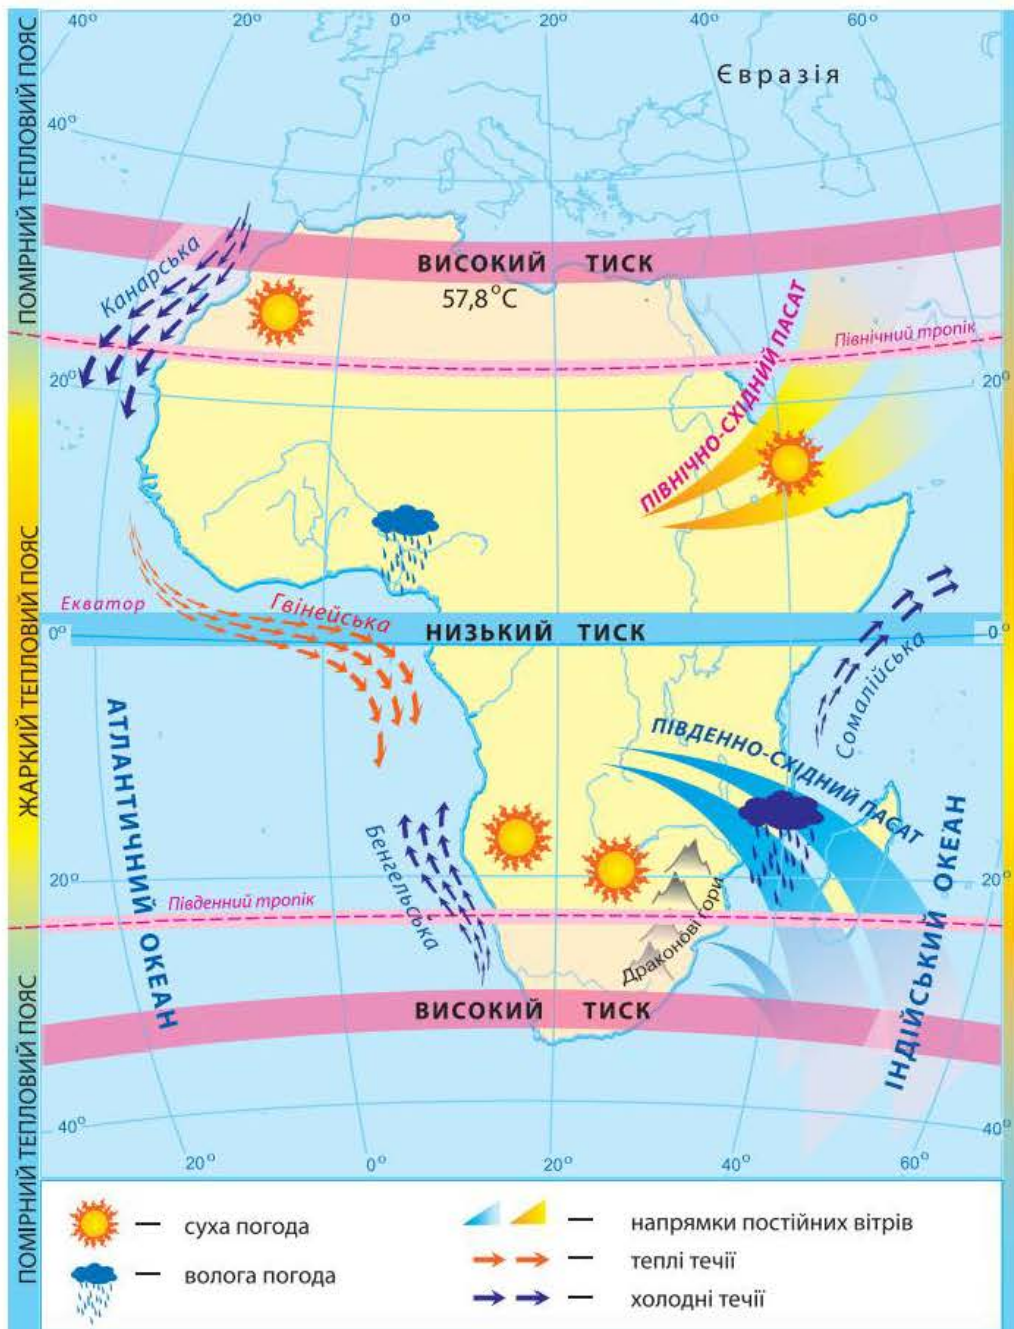 40°
20°
0°
20°
40°
60°
Євразія
40°
ВИСОКИЙ ТИСК
57,8°C
Канарська
Північний тропік
20°
20°
ПІВНІЧНО-СХІДНИЙ ПАСАТ
Екватор
Гвінейська
0°
НИЗЬКИЙ ТИСК
0°
Сомалійська
ПІВДЕННО-СХІДНИЙ ПАСАТ
АТЛАНТИЧНИЙ ОКЕАН
Бенгельська
ІНДІЙСЬКИЙ ОКЕАН
20°
Південний тропік
Драконові гори
ВИСОКИЙ ТИСК
40°
40°
20°
0°
20°
40°
60°
ПОМІРНИЙ ТЕПЛОВИЙ ПОЯС
ЖАРКИЙ ТЕПЛОВИЙ ПОЯС
ПОМІРНИЙ ТЕПЛОВИЙ ПОЯС
— суха погода
— волога погода
— напрямки постійних вітрів
— теплі течії
— холодні течії